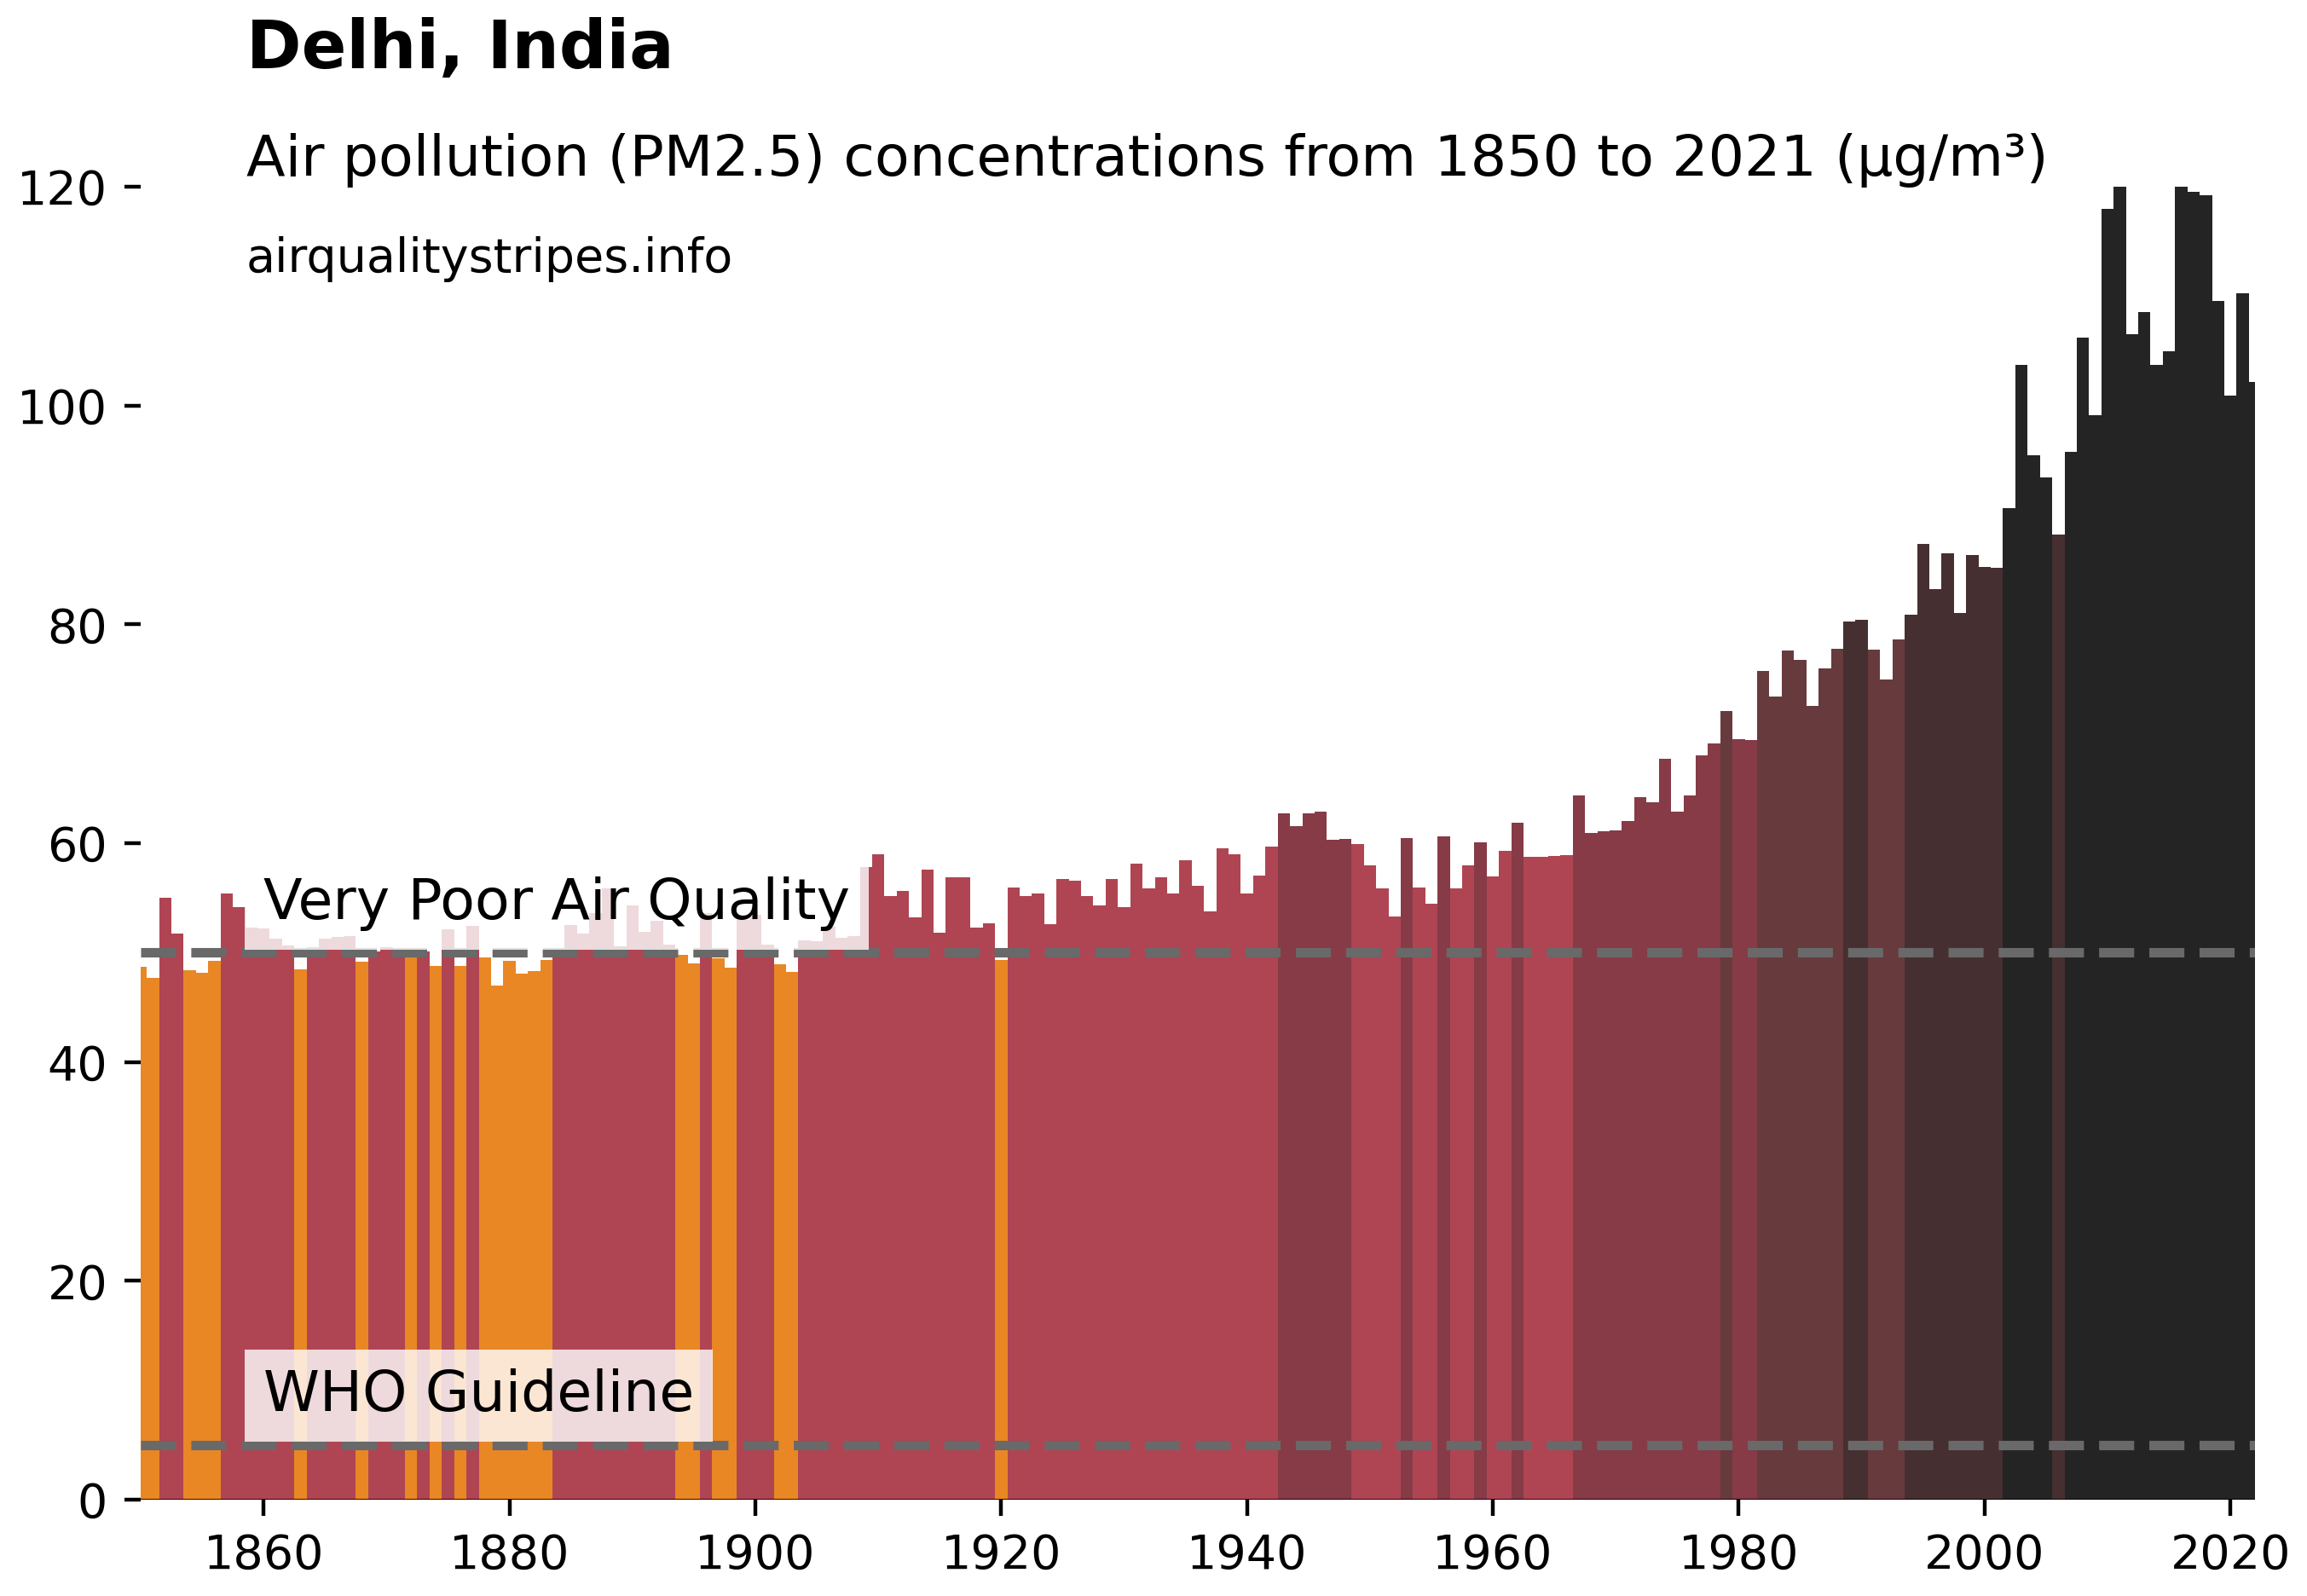 Delhi, India
Air pollution (PM2.5) concentrations from 1850 to 2021 (µg/m³)
airqualitystripes.info
120
100
80
60
Very Poor Air Quality
40
20
WHO Guideline
0
1860 1880 1900 1920 1940 1960 1980 2000 2020